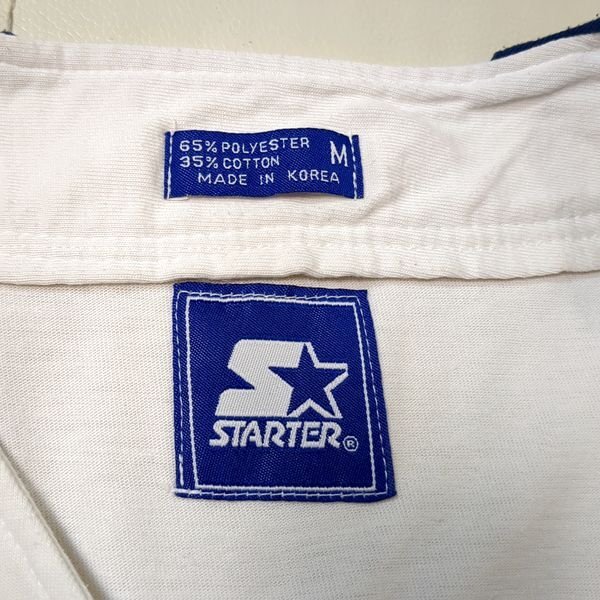 65% POLYESTER
35% COTTON M
MADE IN KOREA
STARTER®